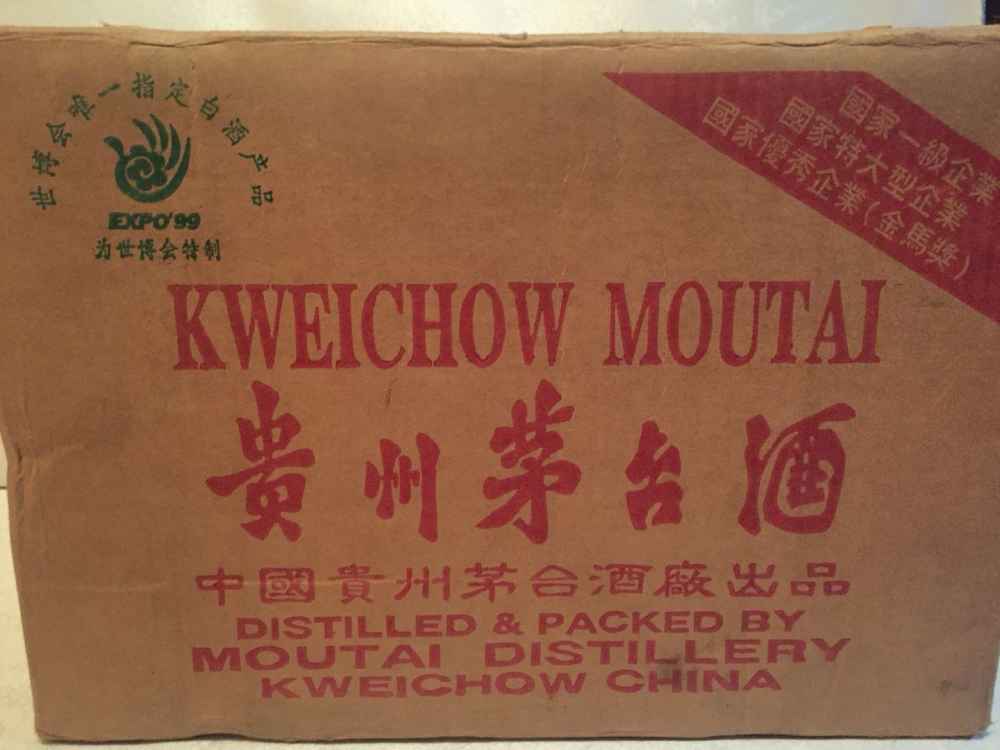 世博会唯一指定白酒产品
EXPO'99
为世博会特制
國家一級企業
國家特大型企業
國家優秀企業(金馬獎)
KWEICHOW MOUTAI
貴州茅台酒
中國貴州茅台酒廠出品
DISTILLED & PACKED BY
MOUTAI DISTILLERY
KWEICHOW CHINA